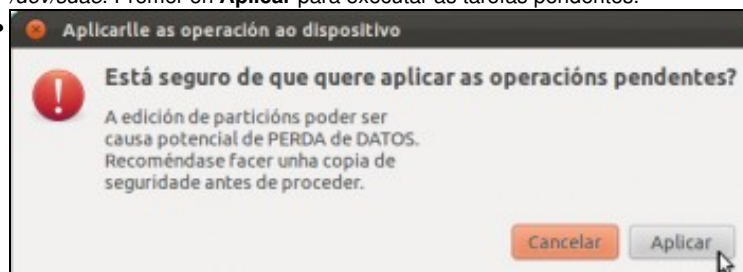 /dev/sda6. Premer en Aplicar para executar as tarefas pendentes.
Aplicarlle as operación ao dispositivo
Está seguro de que quere aplicar as operacións pendentes?
A edición de particións poder ser
causa potencial de PERDA de DATOS.
Recoméndase facer unha copia de
seguridade antes de proceder.
Cancelar Aplicar